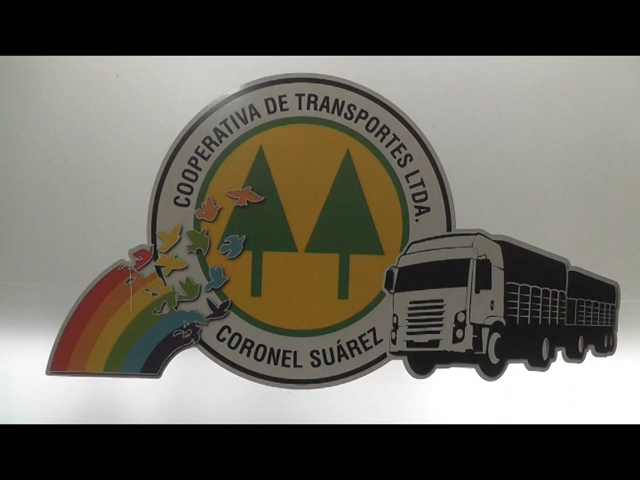 COOPERATIVA DE TRANSPORTES LTDA.
CORONEL SUÁREZ